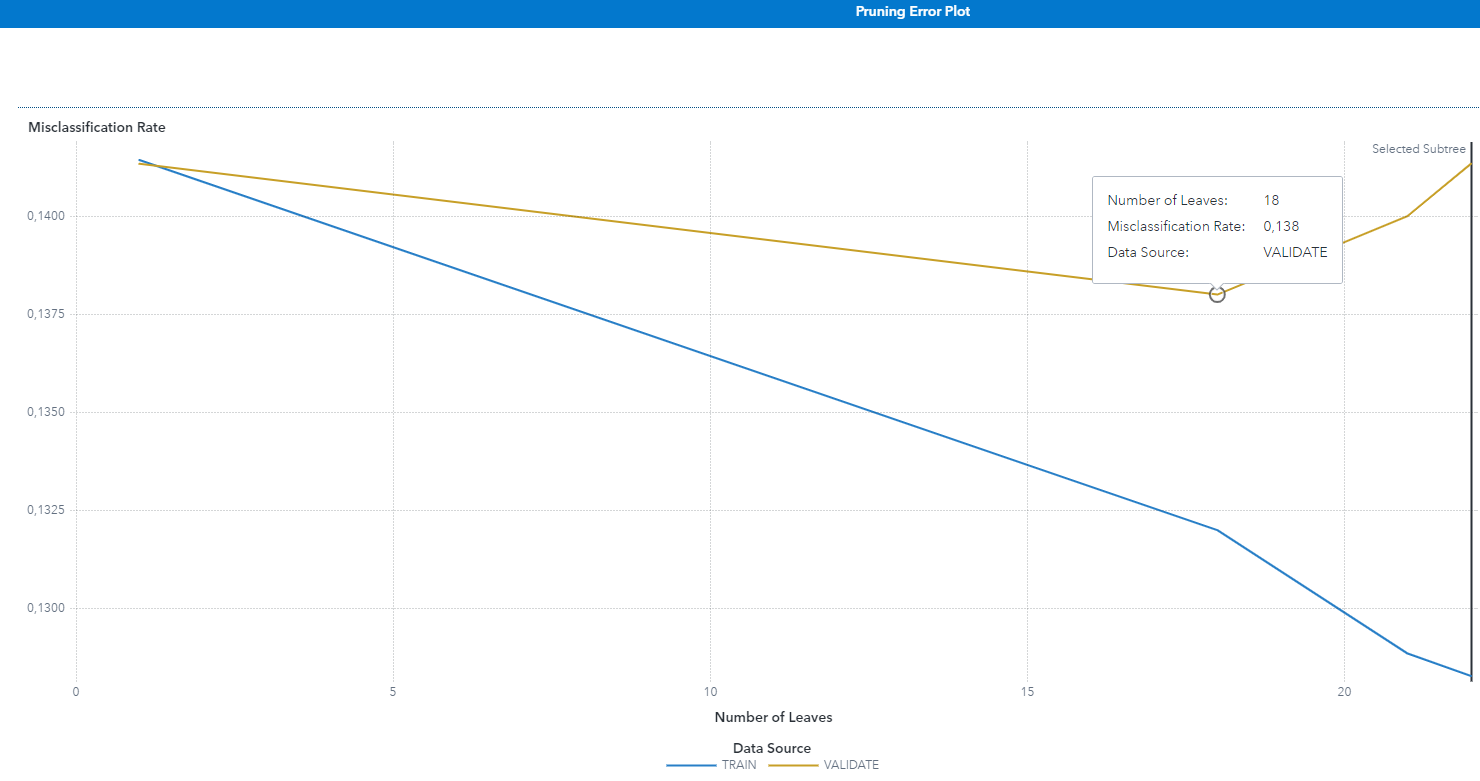 Pruning Error Plot
Misclassification Rate
Selected Subtree
Number of Leaves: 18
Misclassification Rate: 0,138
Data Source: VALIDATE
0,1400
0,1375
0,1350
0,1325
0,1300
0 5 10 15 20
Number of Leaves
Data Source
TRAIN VALIDATE